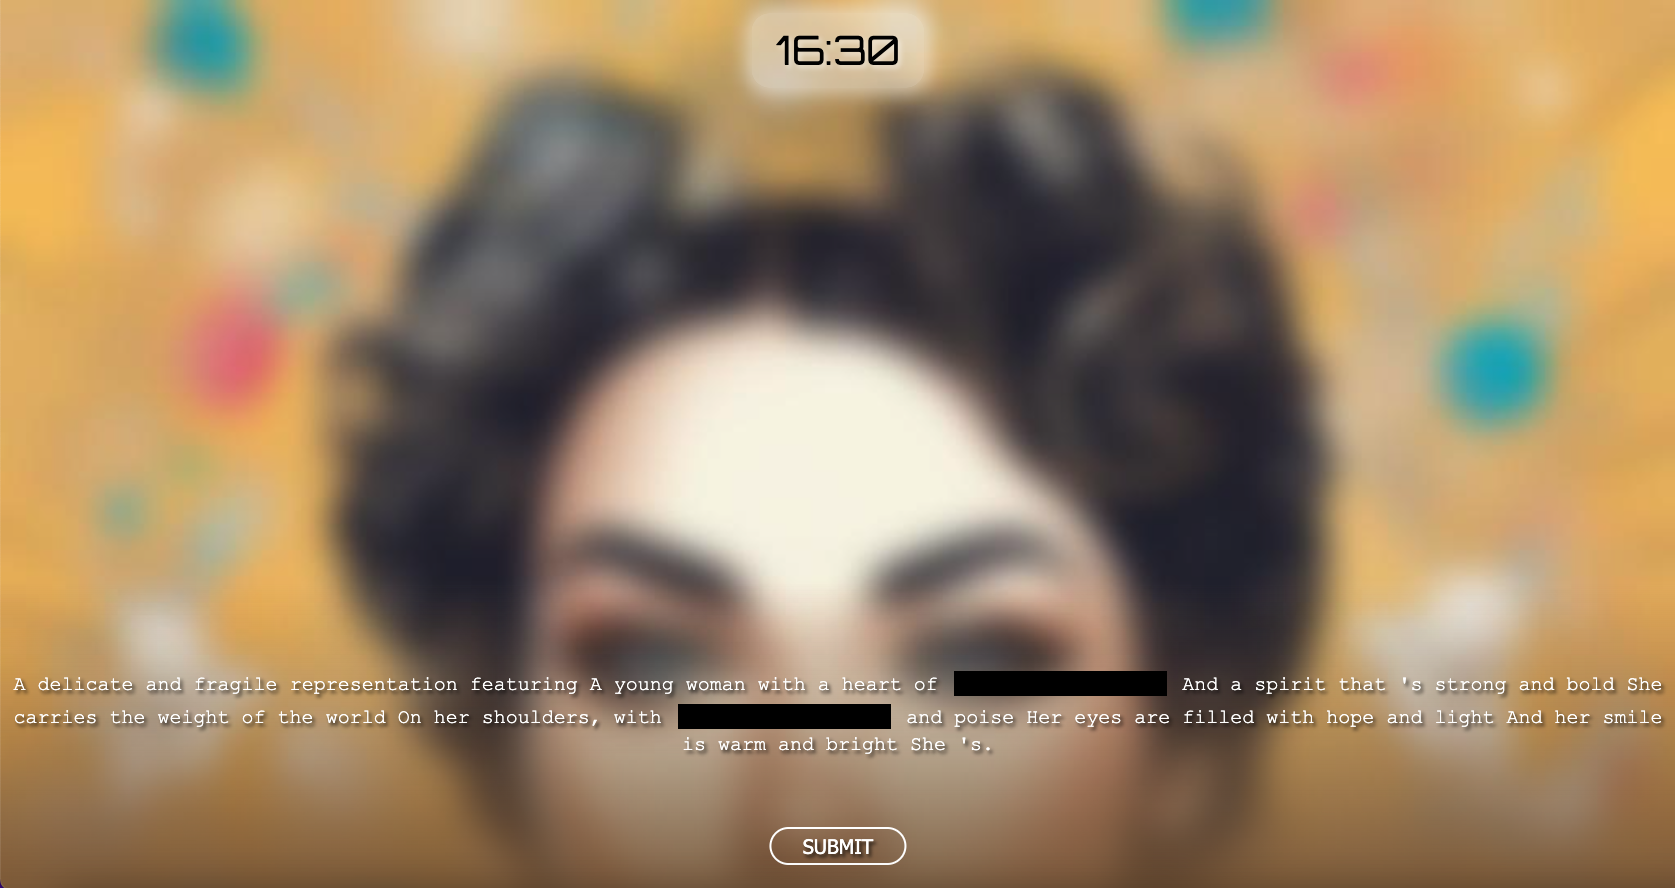 16:30
A delicate and fragile representation featuring A young woman with a heart of And a spirit that 's strong and bold She
carries the weight of the world On her shoulders, with and poise Her eyes are filled with hope and light And her smile
is warm and bright She 's.
SUBMIT